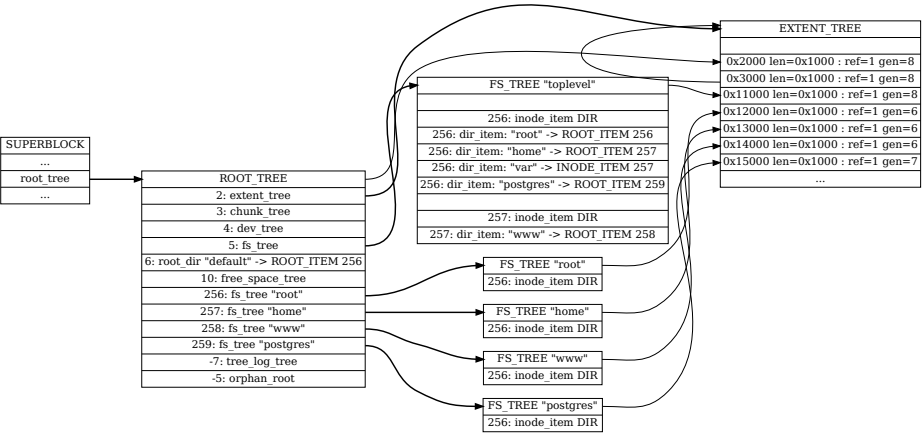 SUPERBLOCK
...
root_tree
...
ROOT_TREE
2: extent_tree
3: chunk_tree
4: dev_tree
5: fs_tree
6: root_dir "default" -> ROOT_ITEM 256
10: free_space_tree
256: fs_tree "root"
257: fs_tree "home"
258: fs_tree "www"
259: fs_tree "postgres"
-7: tree_log_tree
-5: orphan_root
FS_TREE "toplevel"
256: inode_item DIR
256: dir_item: "root" -> ROOT_ITEM 256
256: dir_item: "home" -> ROOT_ITEM 257
256: dir_item: "var" -> INODE_ITEM 257
256: dir_item: "postgres" -> ROOT_ITEM 259
257: inode_item DIR
257: dir_item: "www" -> ROOT_ITEM 258
FS_TREE "root"
256: inode_item DIR
FS_TREE "home"
256: inode_item DIR
FS_TREE "www"
256: inode_item DIR
FS_TREE "postgres"
256: inode_item DIR
EXTENT_TREE
0x2000 len=0x1000 : ref=1 gen=8
0x3000 len=0x1000 : ref=1 gen=8
0x11000 len=0x1000 : ref=1 gen=8
0x12000 len=0x1000 : ref=1 gen=6
0x13000 len=0x1000 : ref=1 gen=6
0x14000 len=0x1000 : ref=1 gen=6
0x15000 len=0x1000 : ref=1 gen=7
...